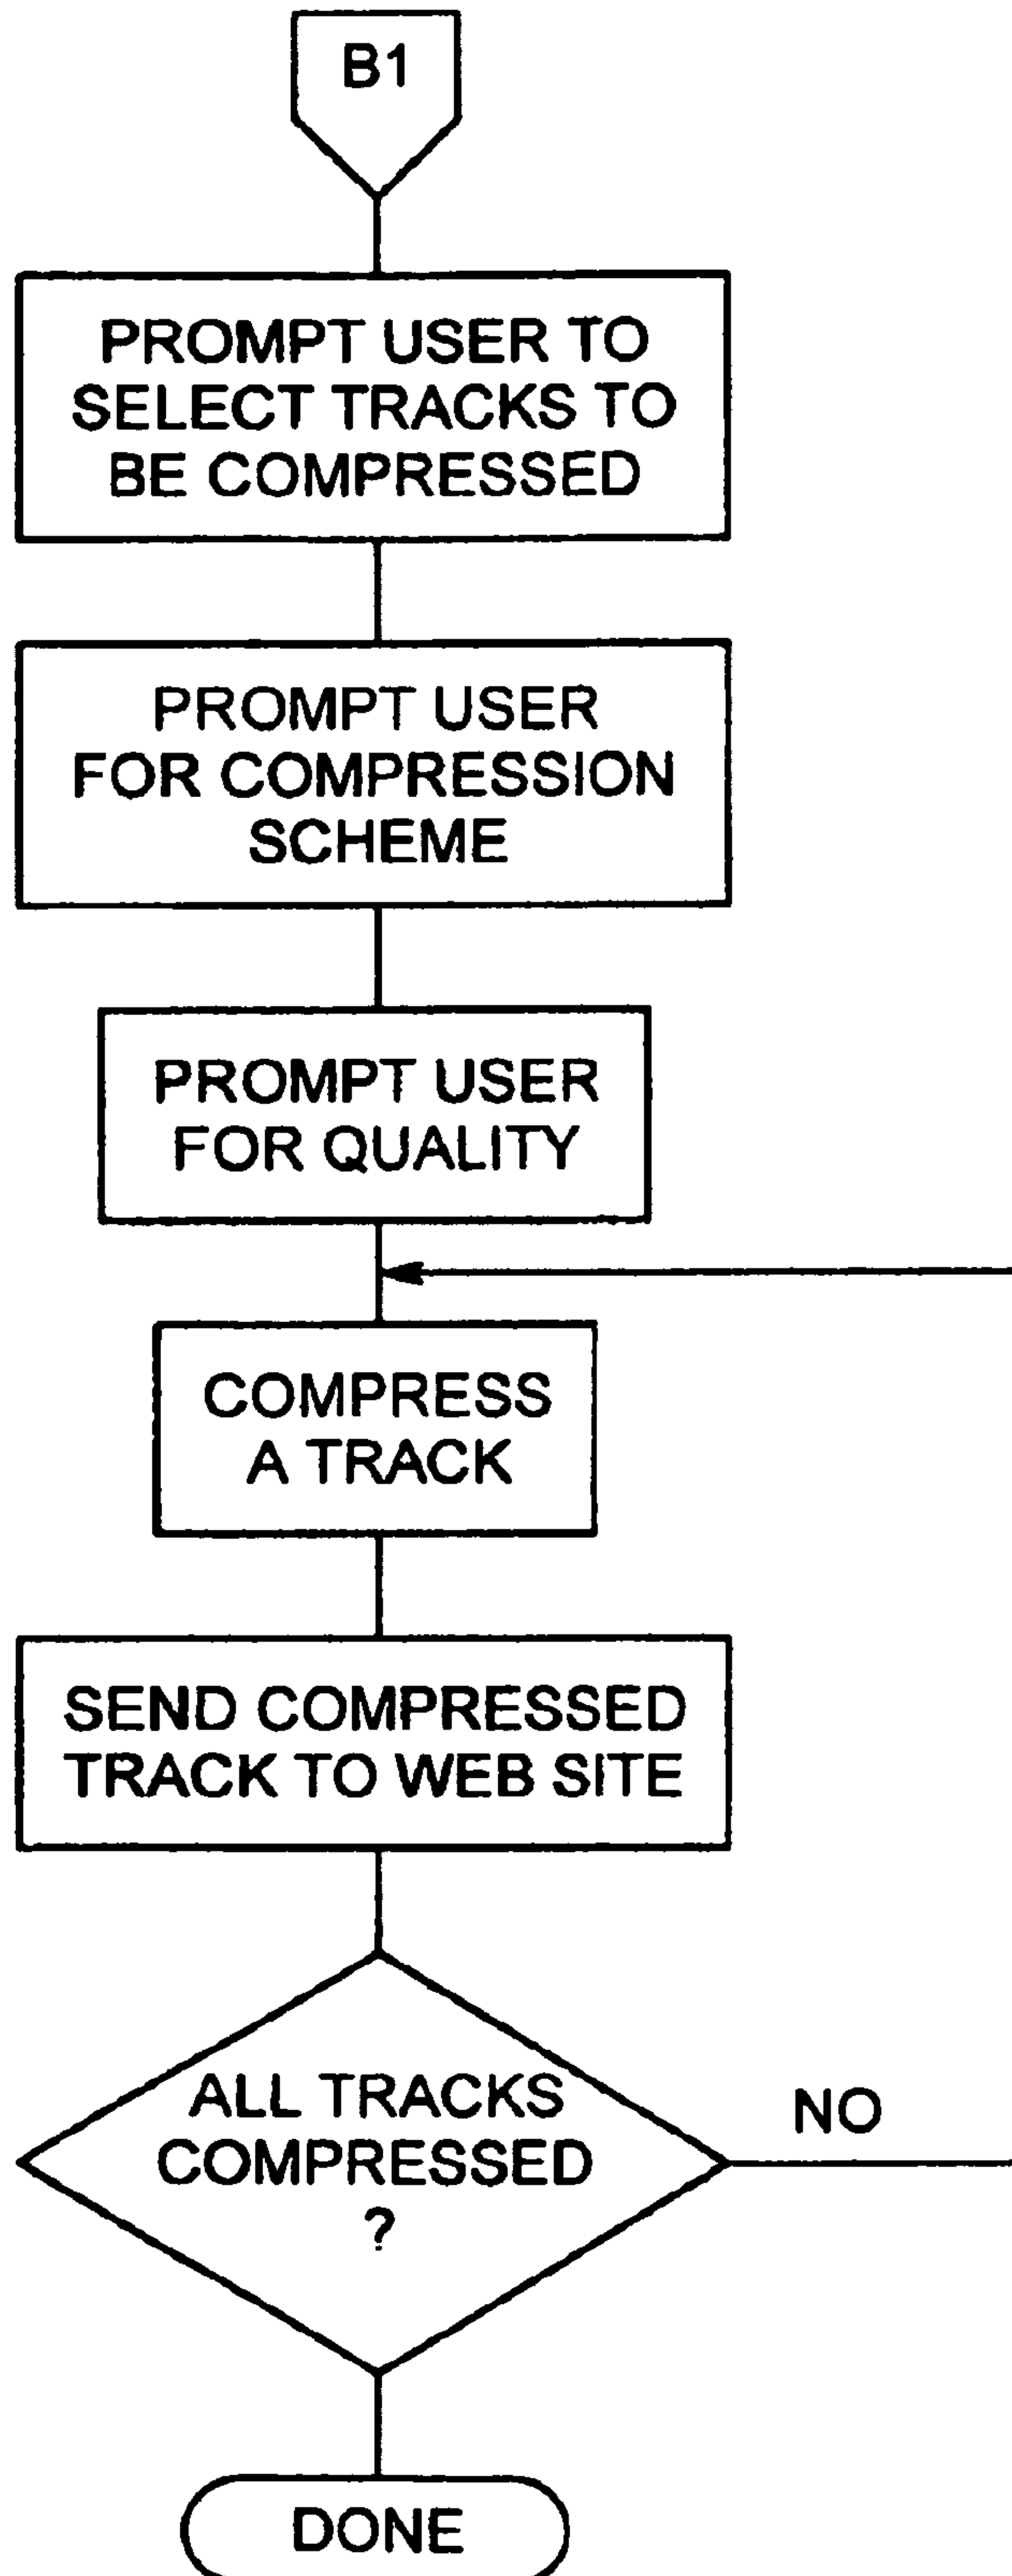 B1
PROMPT USER TO
SELECT TRACKS TO
BE COMPRESSED
PROMPT USER
FOR COMPRESSION
SCHEME
PROMPT USER
FOR QUALITY
COMPRESS
A TRACK
SEND COMPRESSED
TRACK TO WEB SITE
ALL TRACKS
COMPRESSED
?
NO
DONE